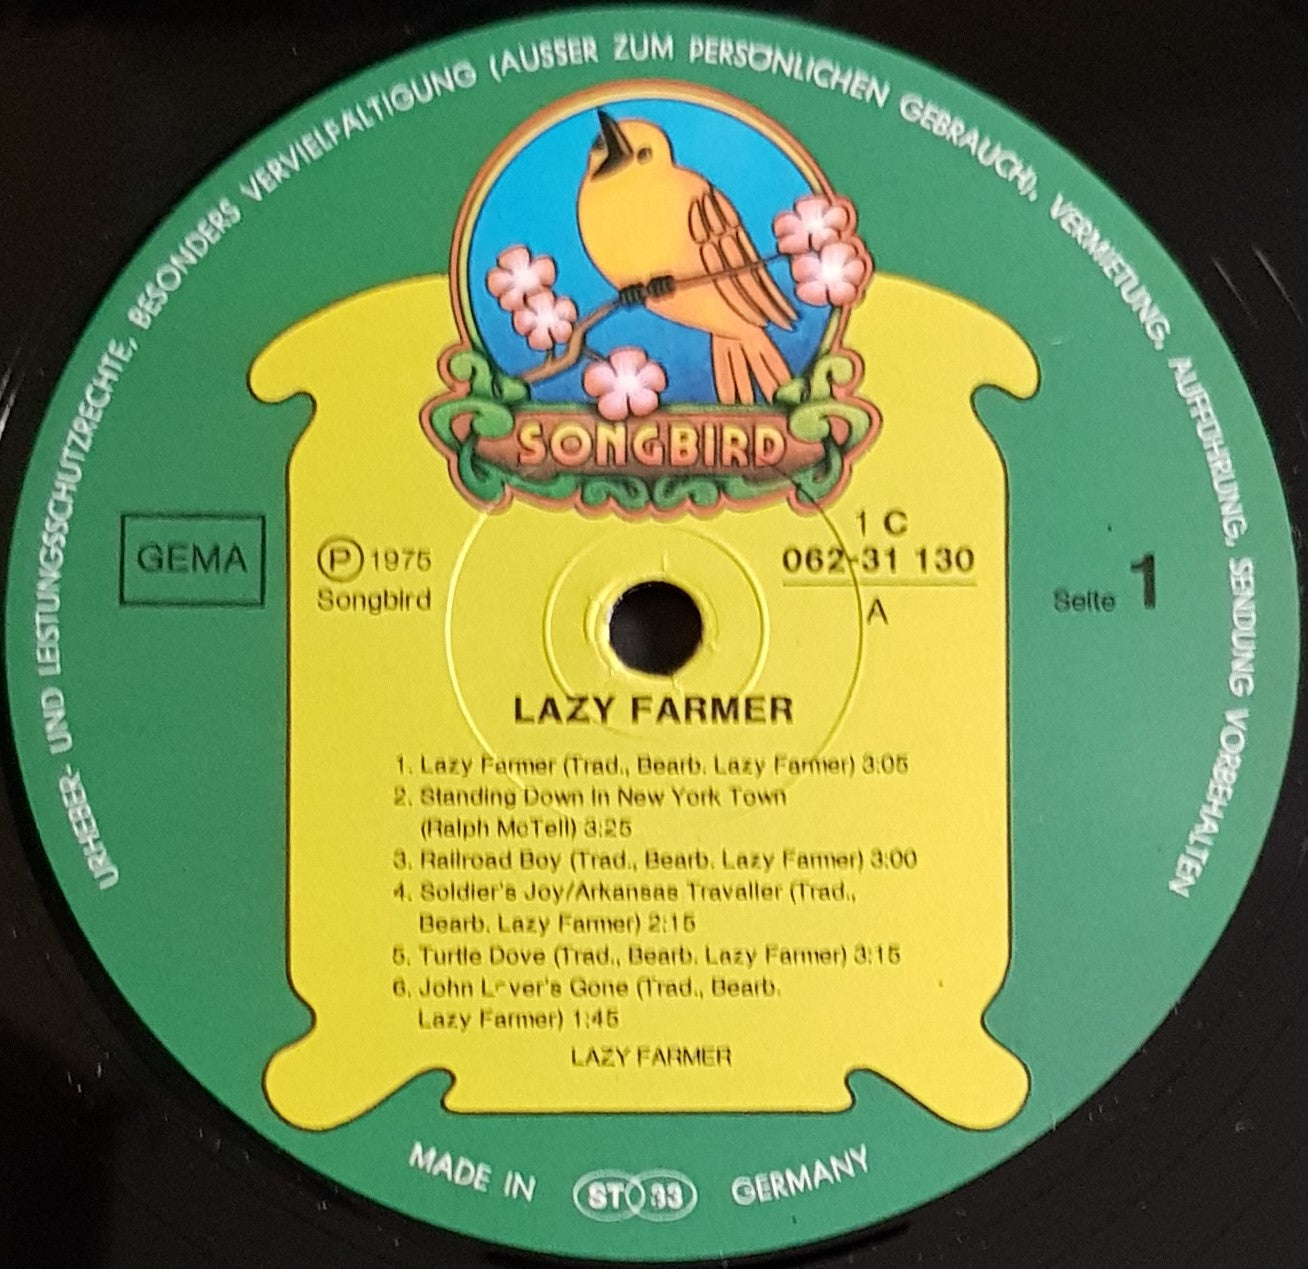 URHEBER- UND LEISTUNGSSCHUTZRECHTE, BESONDERS VERVIELFÄLTIGUNG (AUSSER ZUM PERSÖNLICHEN GEBRAUCH), VERMIETUNG, AUFFÜHRUNG, SENDUNG VORBEHALTEN
SONGBIRD
GEMA
Ⓟ 1975
Songbird
1 C
062-31 130
A
Seite 1
LAZY FARMER
1. Lazy Farmer (Trad., Bearb. Lazy Farmer) 3:05
2. Standing Down In New York Town
(Ralph McTell) 3:25
3. Railroad Boy (Trad., Bearb. Lazy Farmer) 3:00
4. Soldier's Joy/Arkansas Travaller (Trad.,
Bearb. Lazy Farmer) 2:15
5. Turtle Dove (Trad., Bearb. Lazy Farmer) 3:15
6. John Lover's Gone (Trad., Bearb.
Lazy Farmer) 1:45
LAZY FARMER
MADE IN ST 33 GERMANY